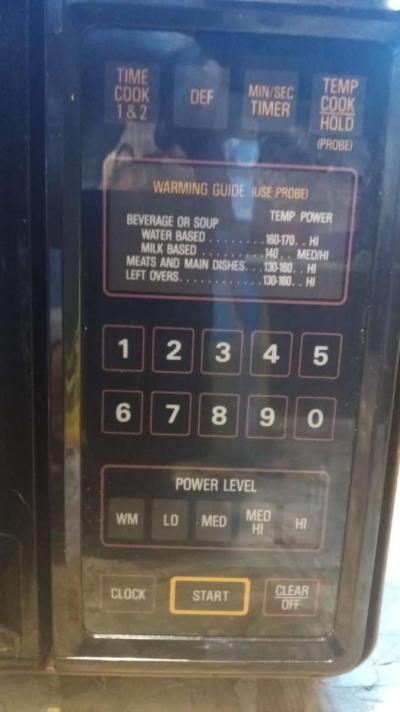 TIME COOK 1 & 2
DEF
MIN/SEC TIMER
TEMP COOK HOLD
(PROBE)
WARMING GUIDE (USE PROBE)
TEMP POWER
BEVERAGE OR SOUP
WATER BASED.........160-170.. HI
MILK BASED.........140.. MED/HI
MEATS AND MAIN DISHES...130-160.. HI
LEFT OVERS............130-160.. HI
1 2 3 4 5
6 7 8 9 0
POWER LEVEL
WM LO MED MED HI HI
CLOCK START CLEAR OFF